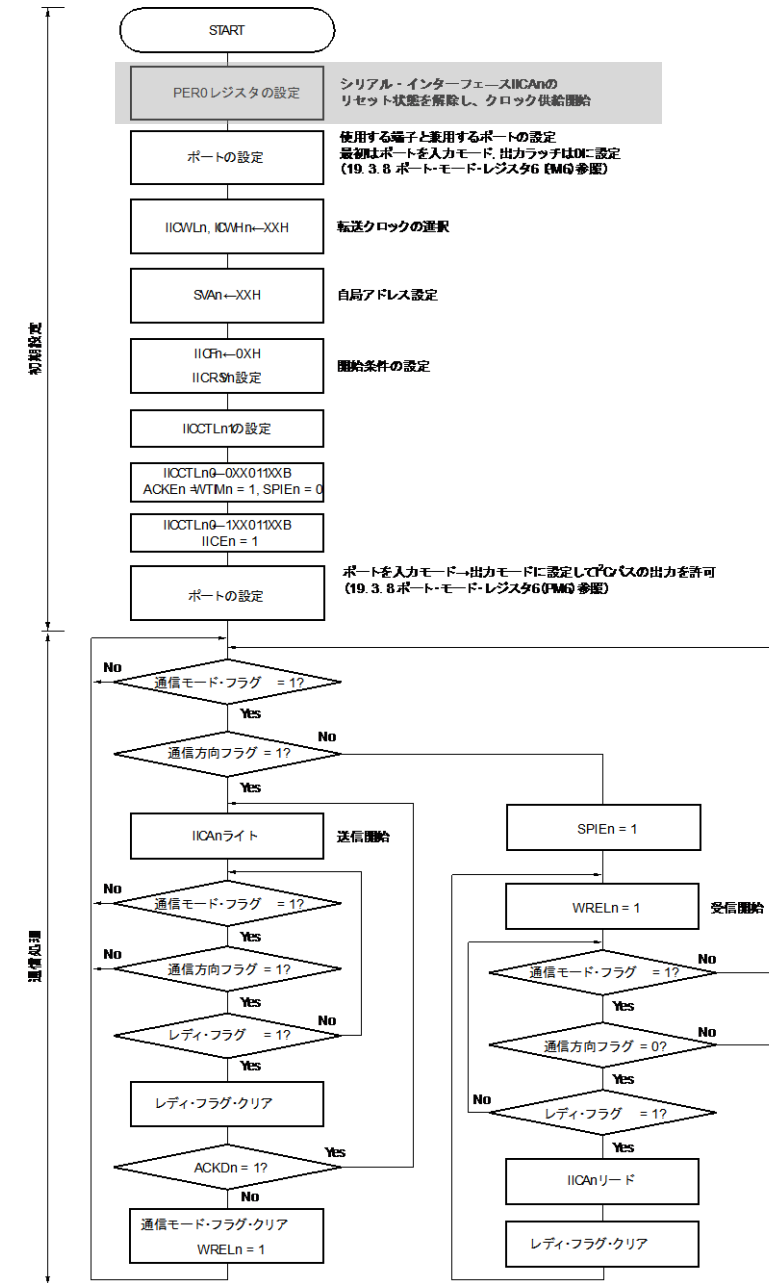 START
PER0レジスタの設定
シリアル・インターフェースIICAnの
リセット状態を解除し、クロック供給開始
ポートの設定
使用する端子と兼用するポートの設定
最初はポートを入力モード, 出力ラッチは0に設定
(19. 3. 8 ポート・モード・レジスタ6 (PM6) 参照)
IICWLn, IICWHn←XXH
転送クロックの選択
SVAn←XXH
自局アドレス設定
IICFn←0XH
IICRSVn設定
開始条件の設定
IICCTLn1の設定
IICCTLn0←0XX011XXB
ACKEn = WTIMn = 1, SPIEn = 0
IICCTLn0←1XX011XXB
IICEn = 1
ポートの設定
ポートを入力モード→出力モードに設定してI²Cバスの出力を許可
(19. 3. 8 ポート・モード・レジスタ6 (PM6) 参照)
初期設定
通信モード・フラグ = 1?
No
Yes
通信方向フラグ = 1?
No
Yes
IICAnライト
送信開始
通信モード・フラグ = 1?
No
Yes
通信方向フラグ = 1?
No
Yes
レディ・フラグ = 1?
No
Yes
レディ・フラグ・クリア
ACKDn = 1?
Yes
No
通信モード・フラグ・クリア
WRELn = 1
SPIEn = 1
WRELn = 1
受信開始
通信モード・フラグ = 1?
No
Yes
通信方向フラグ = 0?
No
Yes
レディ・フラグ = 1?
No
Yes
IICAnリード
レディ・フラグ・クリア
通信処理